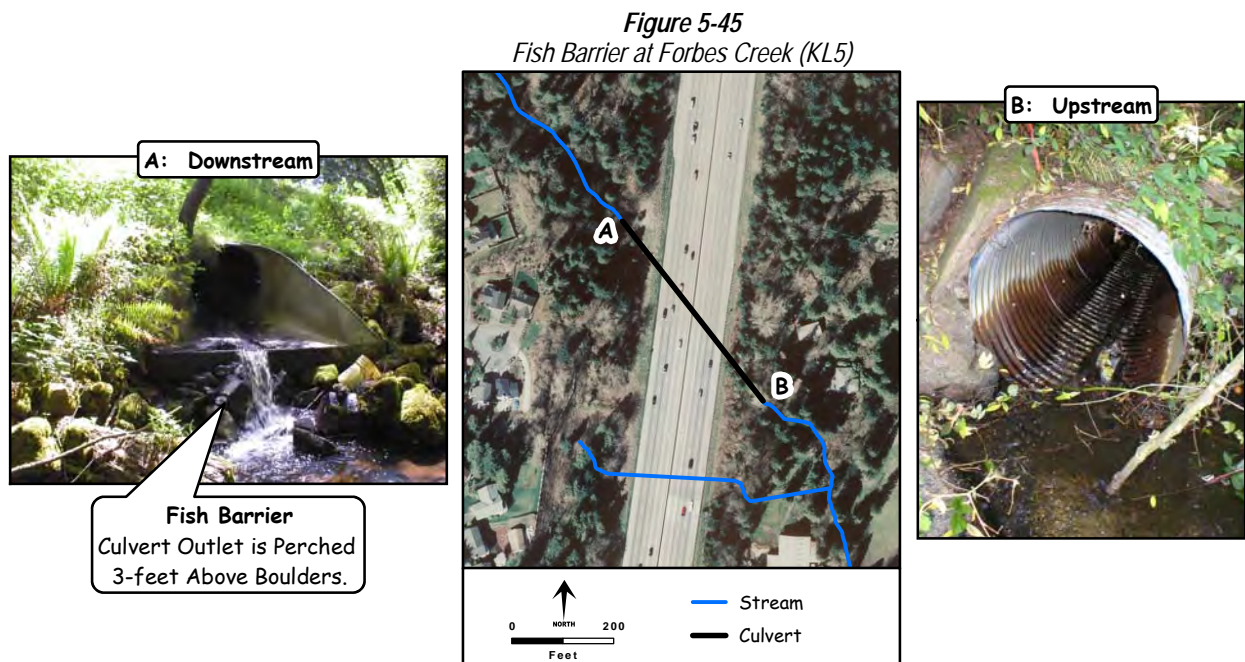 Figure 5-45
Fish Barrier at Forbes Creek (KL5)
A: Downstream
B: Upstream
A
B
Fish Barrier
Culvert Outlet is Perched
3-feet Above Boulders.
0 NORTH 200
Feet
Stream
Culvert